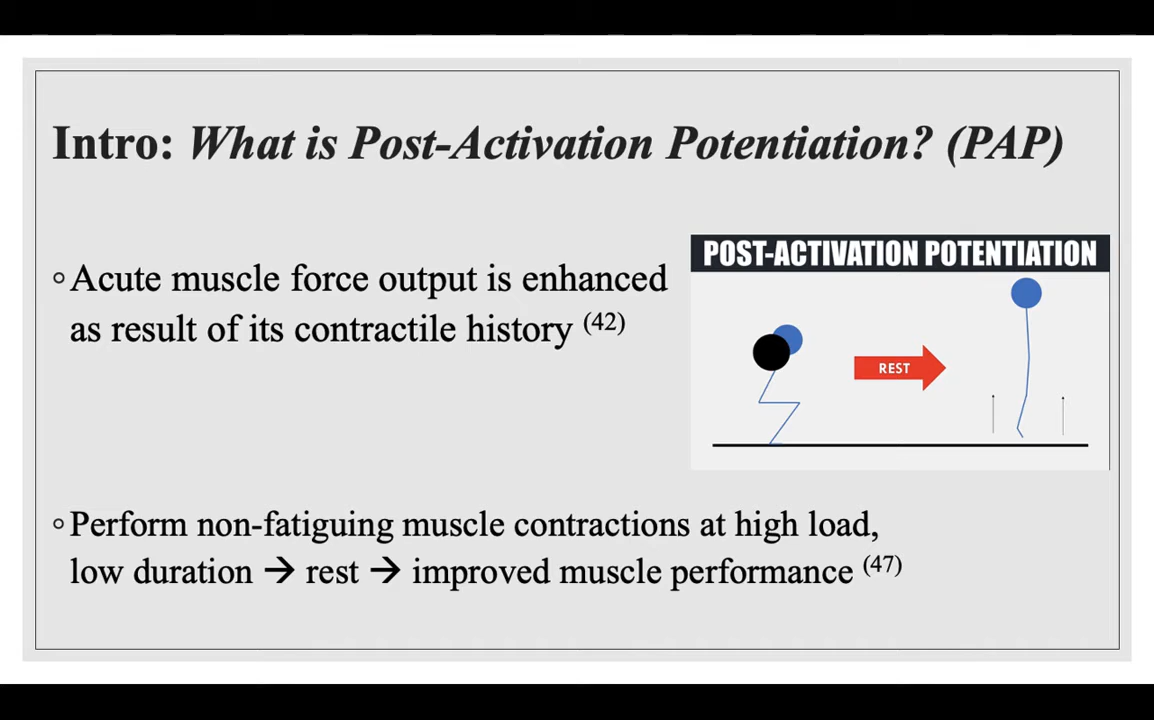 Intro: What is Post-Activation Potentiation? (PAP)
◦Acute muscle force output is enhanced
as result of its contractile history (42)
POST-ACTIVATION POTENTIATION
REST
◦Perform non-fatiguing muscle contractions at high load,
low duration → rest → improved muscle performance (47)